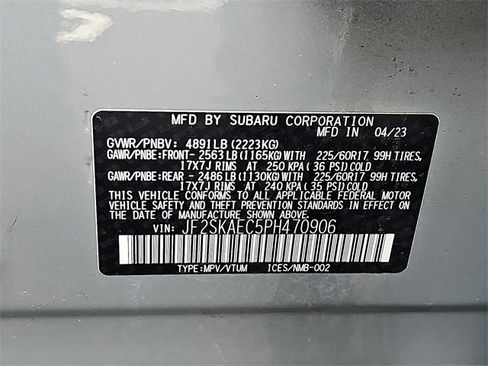 MFD BY SUBARU CORPORATION
IN 04/23
GVWR/PNBV: 4891LB(2223KG)
GAWR/PNBE:FRONT- 2563LB(1165KG)WITH 225/60R17 99H TIRES,
17X7J RIMS AT 250 KPA(36 PSI)COLD
GAWR/PNBE:REAR - 2486LB(1130KG)WITH 225/60R17 99H TIRES,
17X7J RIMS AT 240 KPA(35 PSI)COLD
THIS VEHICLE CONFORMS TO ALL APPLICABLE FEDERAL MOTOR
VEHICLE SAFETY AND THEFT PREVENTION STANDARDS IN EFFECT
ON THE DATE OF MANUFACTURE SHOWN ABOVE.
VIN: JF2SKAEC5PH470906
TYPE:MPV/VTUM ICES/NMB-002